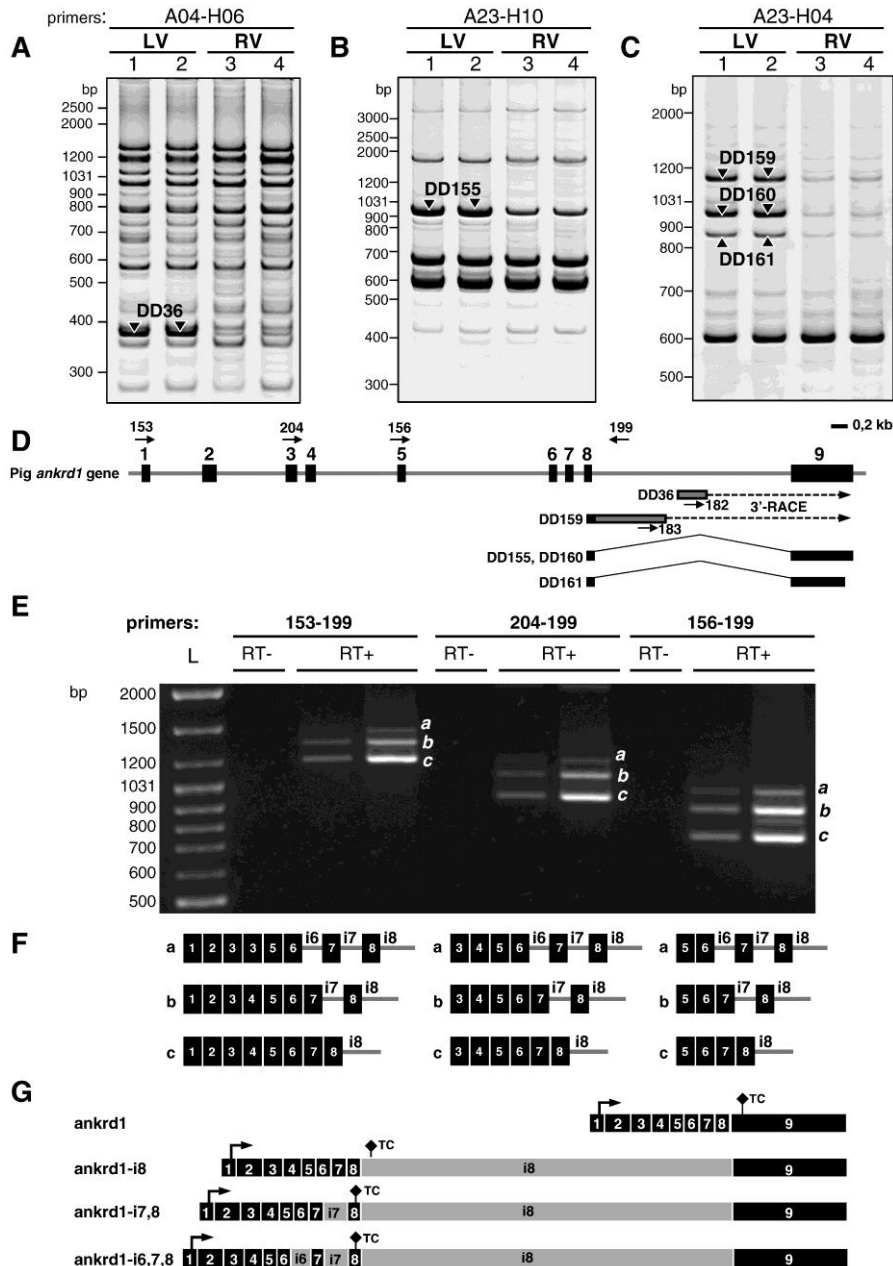 primers: A04-H06 A23-H10 A23-H04
A LV RV B LV RV C LV RV
1 2 3 4 1 2 3 4 1 2 3 4
bp
2500
2000
1200
1031
900
800
700
600
500
400
300
DD36
bp
3000
2500
2000
1200
1031
900
700
600
500
400
300
DD155
bp
2000
1200
1031
900
800
700
600
500
DD159
DD160
DD161
D
0,2 kb
153 204 156 199
1 2 3 4 5 6 7 8 9
Pig ankrd1 gene
DD36 182 3'-RACE
DD159 183
DD155, DD160
DD161
E
primers: 153-199 204-199 156-199
L RT- RT+ RT- RT+ RT- RT+
bp
2000
1500
1200
1031
900
800
700
600
500
a
b
c
a
b
c
a
b
c
F
a 1 2 3 3 5 6 i6 7 i7 8 i8
a 3 4 5 6 i6 7 i7 8 i8
a 5 6 i6 7 i7 8 i8
b 1 2 3 4 5 6 7 i7 8 i8
b 3 4 5 6 7 i7 8 i8
b 5 6 7 i7 8 i8
c 1 2 3 4 5 6 7 8 i8
c 3 4 5 6 7 8 i8
c 5 6 7 8 i8
G
ankrd1 1 2 3 4 5 6 7 8 TC 9
ankrd1-i8 1 2 3 4 5 6 7 8 TC i8 9
ankrd1-i7,8 1 2 3 4 5 6 7 i7 8 TC i8 9
ankrd1-i6,7,8 1 2 3 4 5 6 i6 7 i7 8 TC i8 9